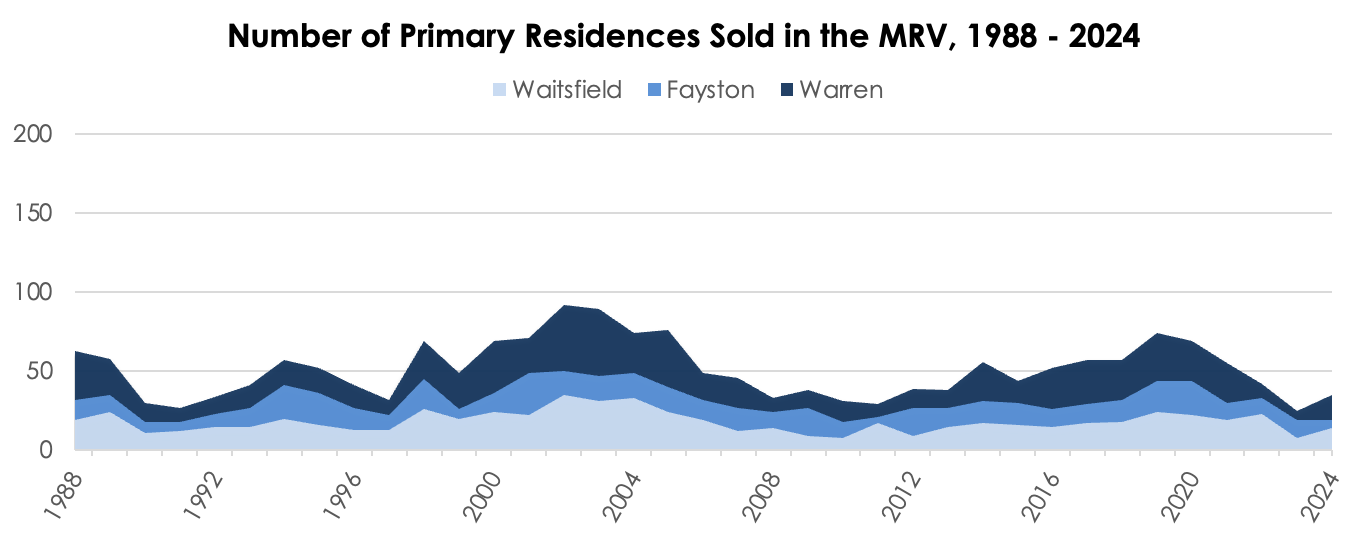 Number of Primary Residences Sold in the MRV, 1988 - 2024
Waitsfield Fayston Warren
200
150
100
50
0
1988 1992 1996 2000 2004 2008 2012 2016 2020 2024